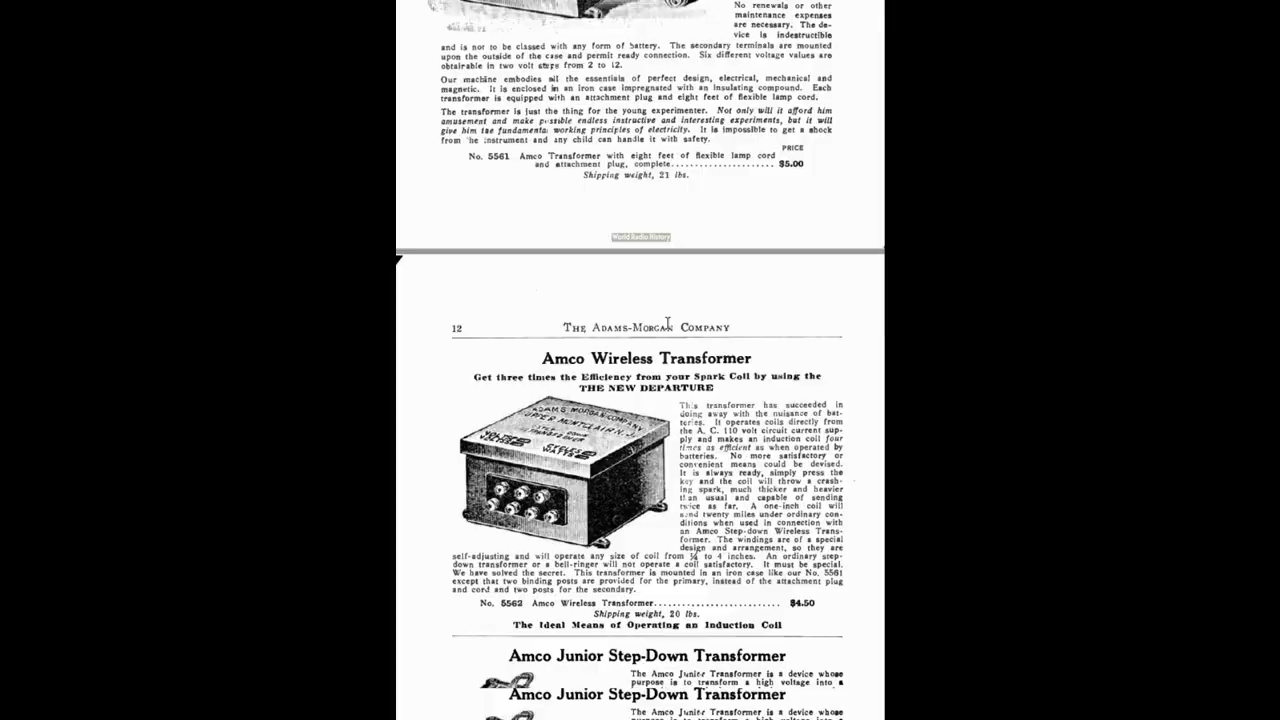 No renewals or other
maintenance expenses
are necessary. The de-
vice is indestructible
and is not to be classed with any form of battery. The secondary terminals are mounted
upon the outside of the case and permit ready connection. Six different voltage values are
obtainable in two volt steps from 2 to 12.
Our machine embodies all the essentials of perfect design, electrical, mechanical and
magnetic. It is enclosed in an iron case impregnated with an insulating compound. Each
transformer is equipped with an attachment plug and eight feet of flexible lamp cord.
The transformer is just the thing for the young experimenter. Not only will it afford him
amusement and make possible endless instructive and interesting experiments, but it will
give him the fundamental working principles of electricity. It is impossible to get a shock
from the instrument and any child can handle it with safety.
PRICE
No. 5561 Amco Transformer with eight feet of flexible lamp cord
and attachment plug, complete...................... $5.00
Shipping weight, 21 lbs.
World Radio History
12 THE ADAMS-MORGAN COMPANY
Amco Wireless Transformer
Get three times the Efficiency from your Spark Coil by using the
THE NEW DEPARTURE
ADAMS-MORGAN COMPANY
UPPER MONTCLAIR N.J.
TRANSFORMER
VOLTS
CYCLES
WATTS
This transformer has succeeded in
doing away with the nuisance of bat-
teries. It operates coils directly from
the A. C. 110 volt circuit current sup-
ply and makes an induction coil four
times as efficient as when operated by
batteries. No more satisfactory or
convenient means could be devised.
It is always ready, simply press the
key and the coil will throw a crash-
ing spark, much thicker and heavier
than usual and capable of sending
twice as far. A one-inch coil will
send twenty miles under ordinary con-
ditions when used in connection with
an Amco Step-down Wireless Trans-
former. The windings are of a special
design and arrangement, so they are
self-adjusting and will operate any size of coil from ¼ to 4 inches. An ordinary step-
down transformer or a bell-ringer will not operate a coil satisfactory. It must be special.
We have solved the secret. This transformer is mounted in an iron case like our No. 5561
except that two binding posts are provided for the primary, instead of the attachment plug
and cord and two posts for the secondary.
No. 5562 Amco Wireless Transformer.......................... $4.50
Shipping weight, 20 lbs.
The Ideal Means of Operating an Induction Coil
Amco Junior Step-Down Transformer
The Amco Junior Transformer is a device whose
purpose is to transform a high voltage into a
Amco Junior Step-Down Transformer
The Amco Junior Transformer is a device whose